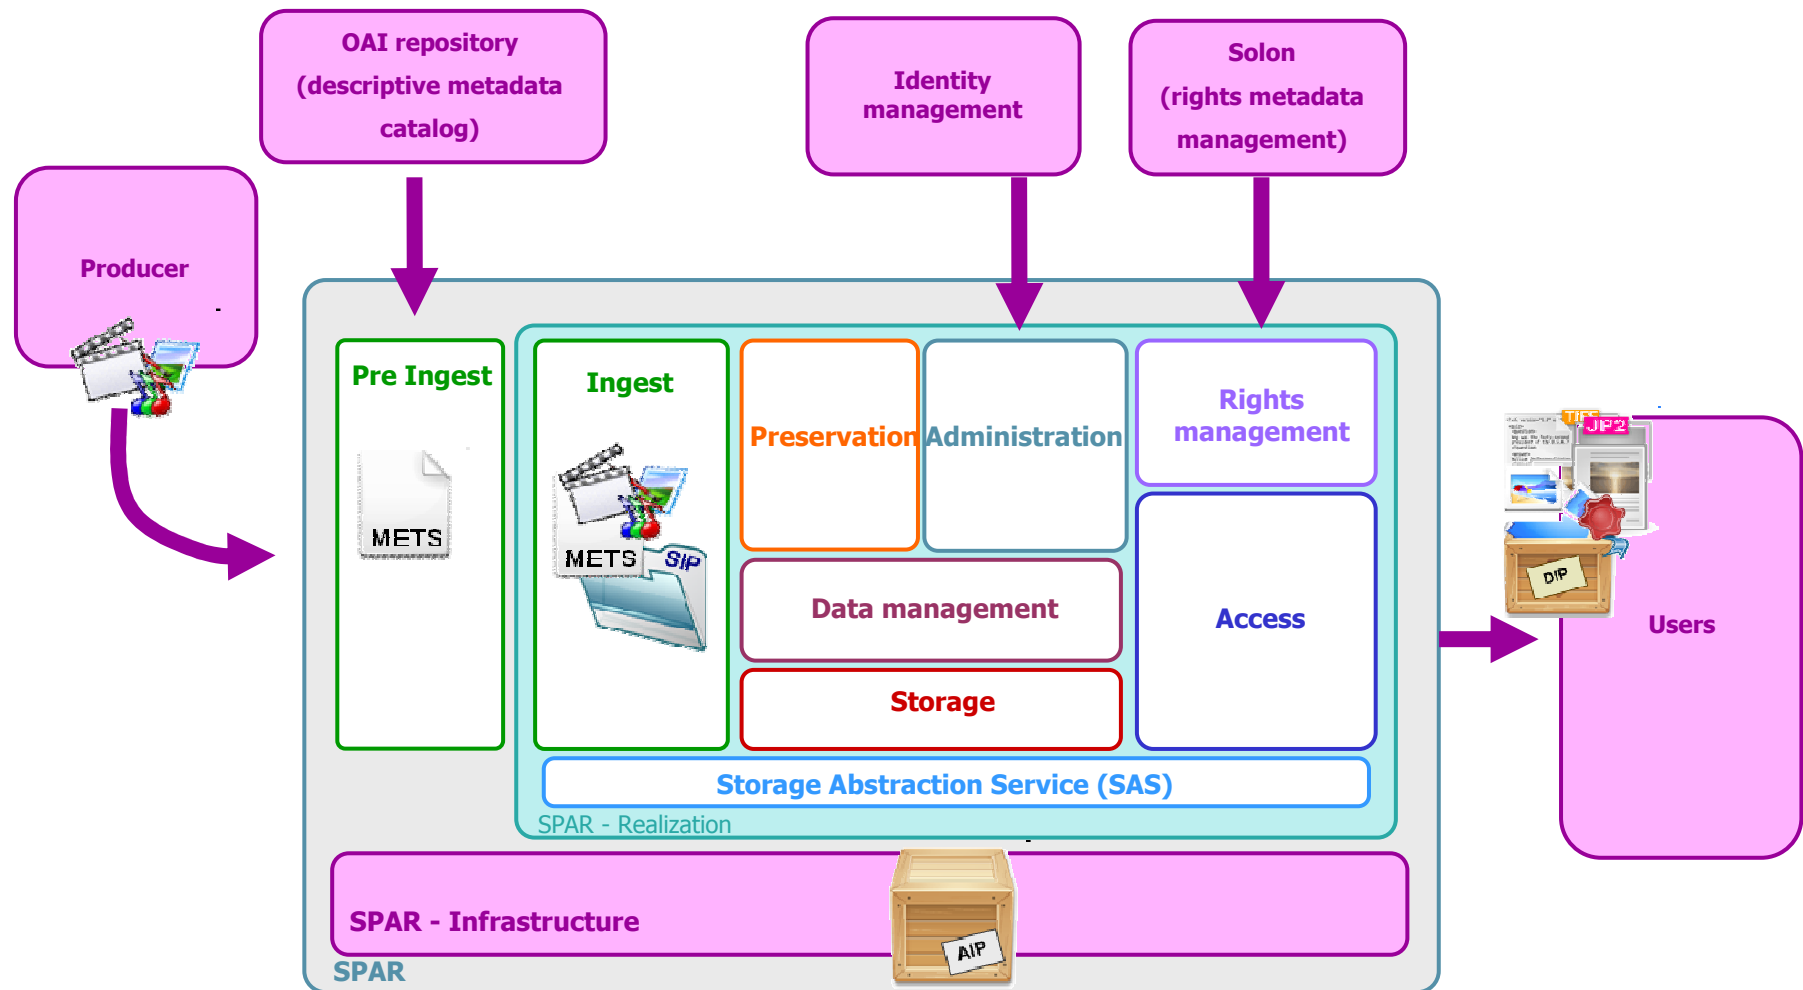 OAI repository
(descriptive metadata
catalog)
Identity
management
Solon
(rights metadata
management)
Producer
Pre Ingest
METS
Ingest
METS
SIP
Preservation
Administration
Rights
management
Data management
Access
Storage
Storage Abstraction Service (SAS)
SPAR - Realization
SPAR - Infrastructure
AIP
SPAR
TIFF
JP2
DIP
Users